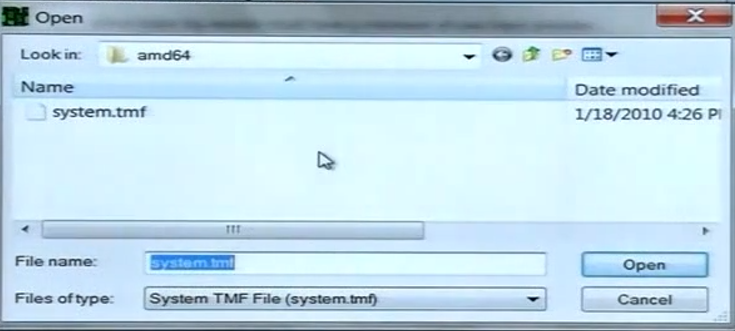 Open
Look in: amd64
Name Date modified
system.tmf 1/18/2010 4:26 P
File name: system.tmf Open
Files of type: System TMF File (system.tmf) Cancel